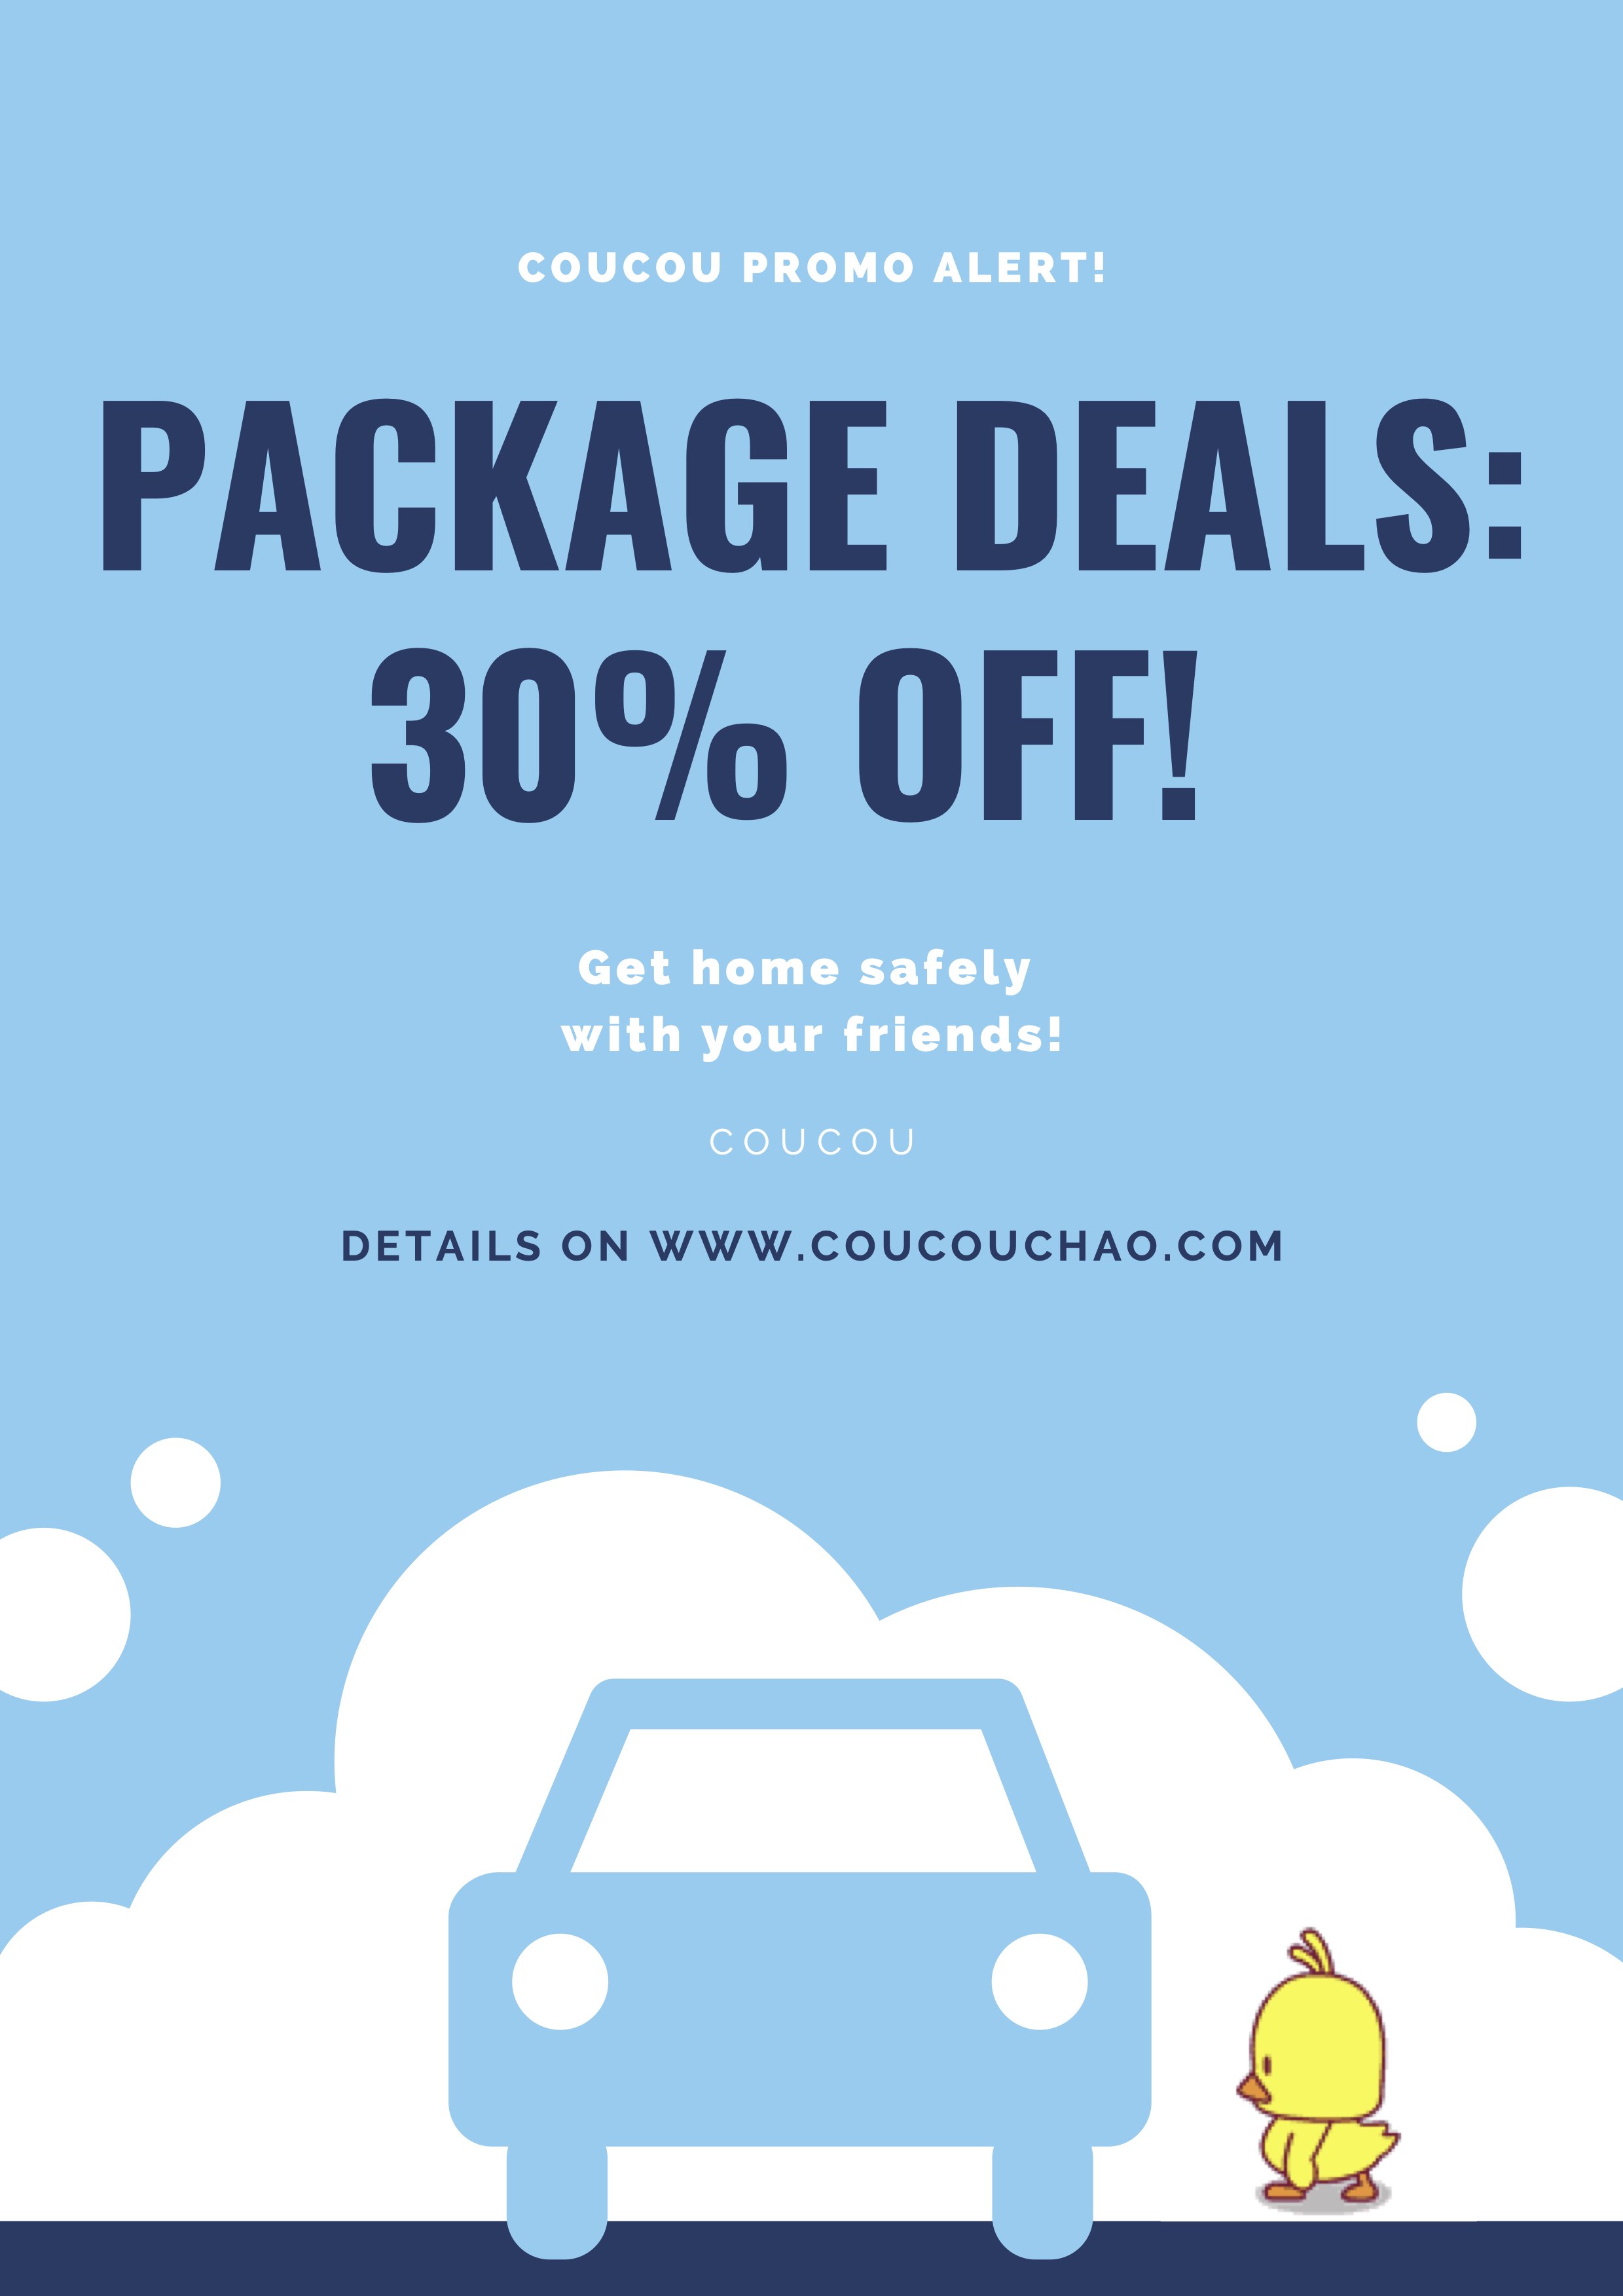 COUCOU PROMO ALERT!
PACKAGE DEALS:
30% OFF!
Get home safely
with your friends!
COUCOU
DETAILS ON WWW.COUCOUCHAO.COM